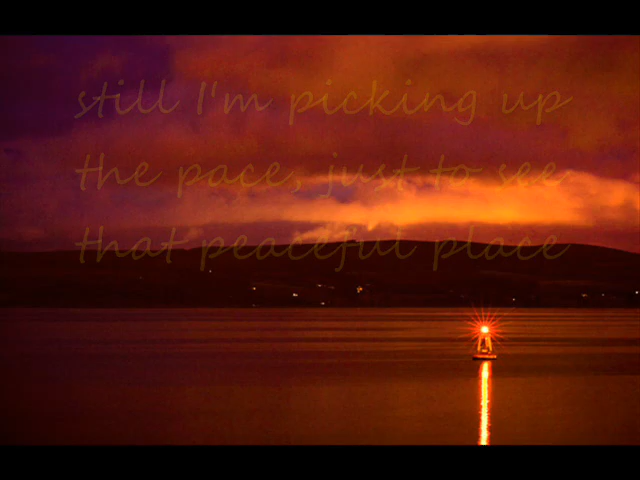 still I'm picking up
the pace, just to see
that peaceful place